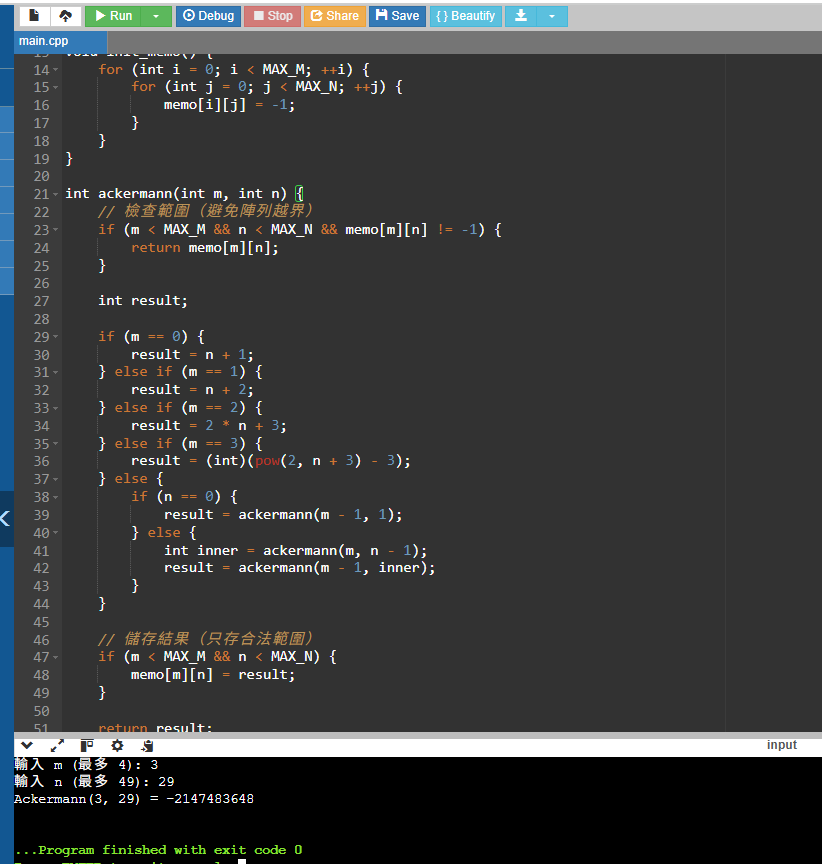 Run Debug Stop Share Save { } Beautify
main.cpp
13 void init_memo() {
14 for (int i = 0; i < MAX_M; ++i) {
15 for (int j = 0; j < MAX_N; ++j) {
16 memo[i][j] = -1;
17 }
18 }
19 }
20
21 int ackermann(int m, int n) {
22 // 檢查範圍（避免陣列越界）
23 if (m < MAX_M && n < MAX_N && memo[m][n] != -1) {
24 return memo[m][n];
25 }
26
27 int result;
28
29 if (m == 0) {
30 result = n + 1;
31 } else if (m == 1) {
32 result = n + 2;
33 } else if (m == 2) {
34 result = 2 * n + 3;
35 } else if (m == 3) {
36 result = (int)(pow(2, n + 3) - 3);
37 } else {
38 if (n == 0) {
39 result = ackermann(m - 1, 1);
40 } else {
41 int inner = ackermann(m, n - 1);
42 result = ackermann(m - 1, inner);
43 }
44 }
45
46 // 儲存結果（只存合法範圍）
47 if (m < MAX_M && n < MAX_N) {
48 memo[m][n] = result;
49 }
50
51 return result;
input
輸入 m (最多 4): 3
輸入 n (最多 49): 29
Ackermann(3, 29) = -2147483648
...Program finished with exit code 0